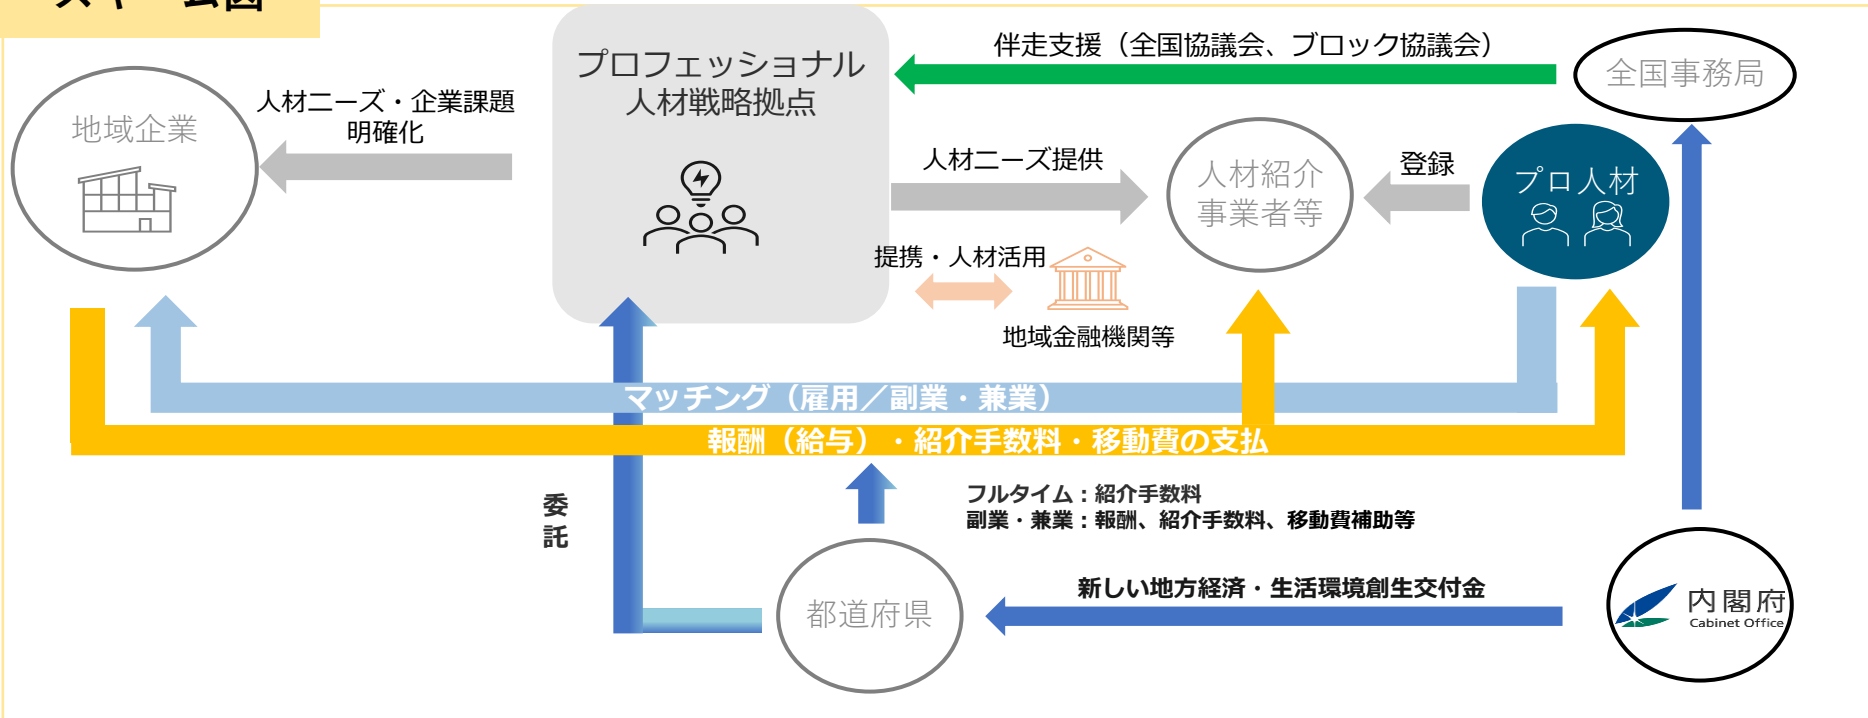 スキーム図
伴走支援（全国協議会、ブロック協議会）
全国事務局
プロフェッショナル
人材戦略拠点
地域企業
人材ニーズ・企業課題
明確化
人材ニーズ提供
人材紹介
事業者等
登録
プロ人材
提携・人材活用
地域金融機関等
マッチング（雇用／副業・兼業）
報酬（給与）・紹介手数料・移動費の支払
委
託
フルタイム：紹介手数料
副業・兼業：報酬、紹介手数料、移動費補助等
都道府県
新しい地方経済・生活環境創生交付金
内閣府
Cabinet Office